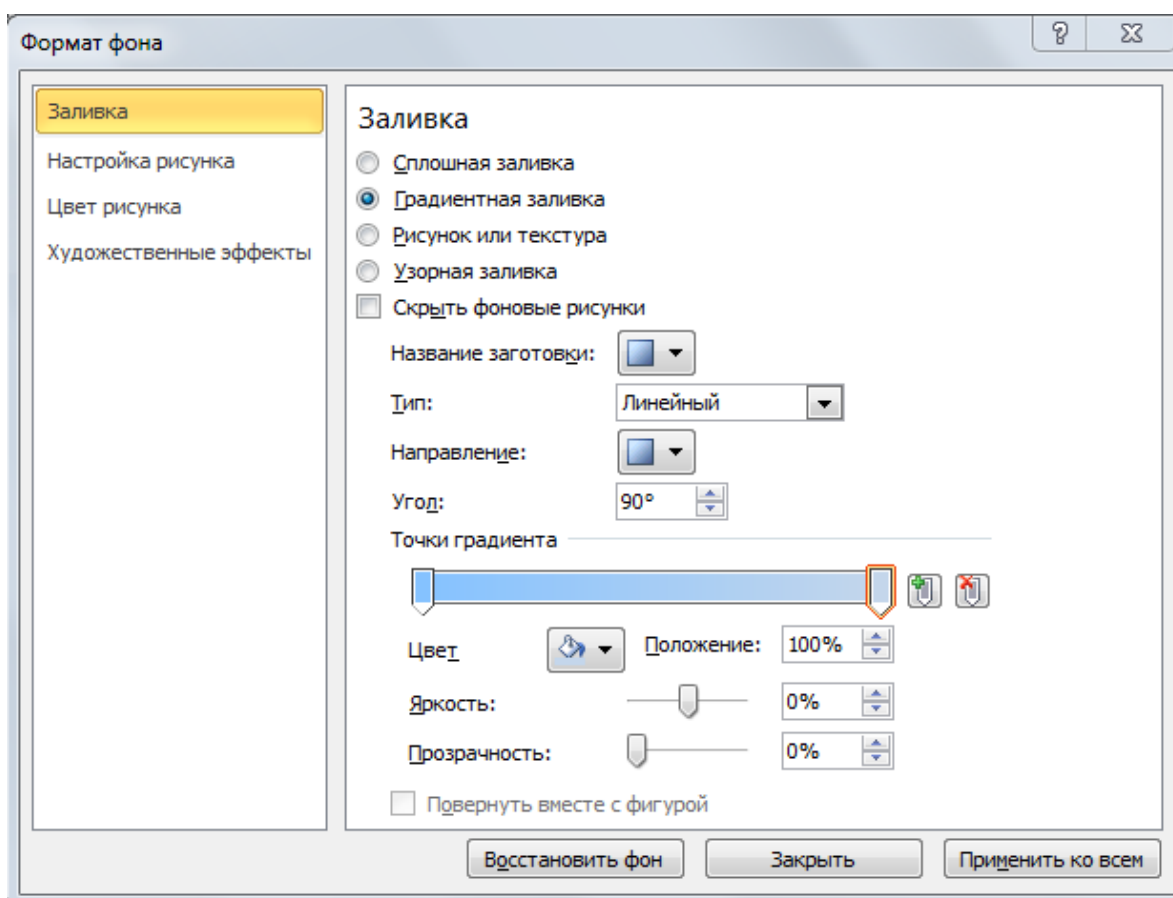 Формат фона
Заливка
Настройка рисунка
Цвет рисунка
Художественные эффекты
Заливка
Сплошная заливка
Градиентная заливка
Рисунок или текстура
Узорная заливка
Скрыть фоновые рисунки
Название заготовки:
Тип: Линейный
Направление:
Угол: 90°
Точки градиента
Цвет Положение: 100%
Яркость: 0%
Прозрачность: 0%
Повернуть вместе с фигурой
Восстановить фон Закрыть Применить ко всем